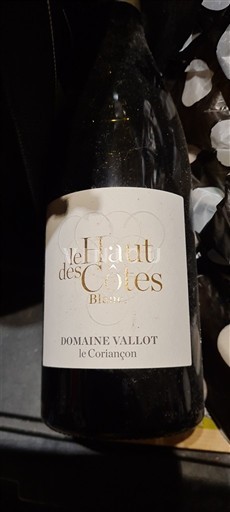 le Haut
des Côtes
Blanc
DOMAINE VALLOT
le Coriançon